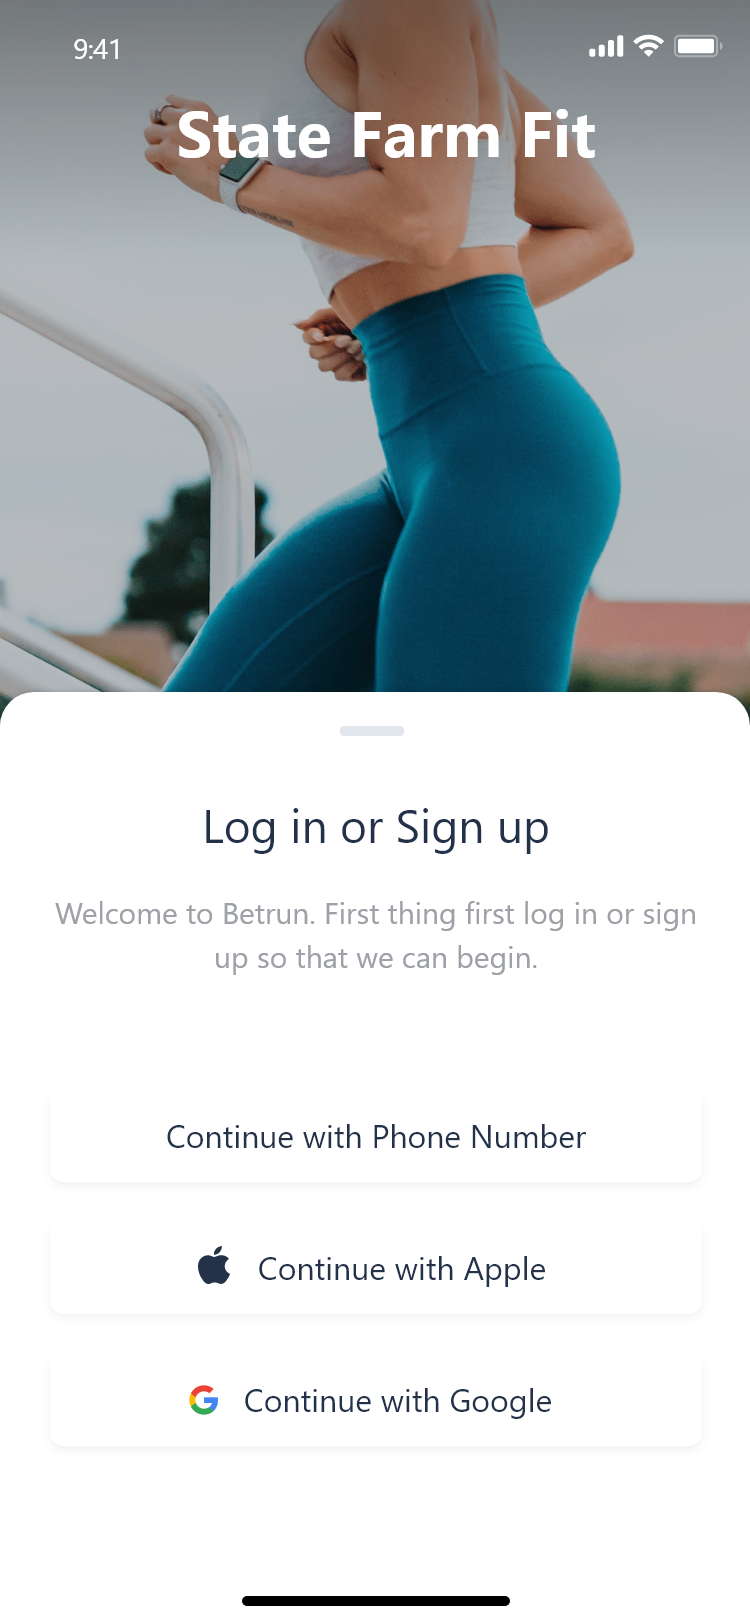 9:41
State Farm Fit
Log in or Sign up
Welcome to Betrun. First thing first log in or sign
up so that we can begin.
Continue with Phone Number
Continue with Apple
Continue with Google